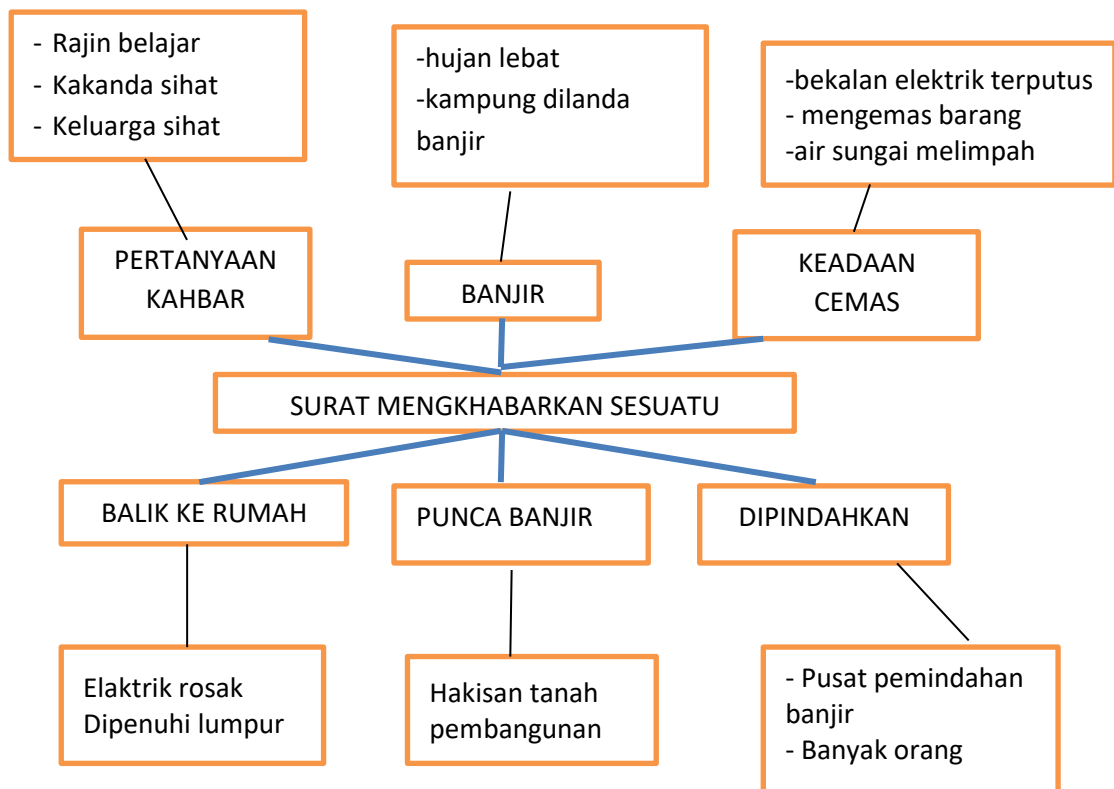 - Rajin belajar
- Kakanda sihat
- Keluarga sihat
-hujan lebat
-kampung dilanda
banjir
-bekalan elektrik terputus
- mengemas barang
-air sungai melimpah
PERTANYAAN
KAHBAR
BANJIR
KEADAAN
CEMAS
SURAT MENGKHABARKAN SESUATU
BALIK KE RUMAH
PUNCA BANJIR
DIPINDAHKAN
Elaktrik rosak
Dipenuhi lumpur
Hakisan tanah
pembangunan
- Pusat pemindahan
banjir
- Banyak orang